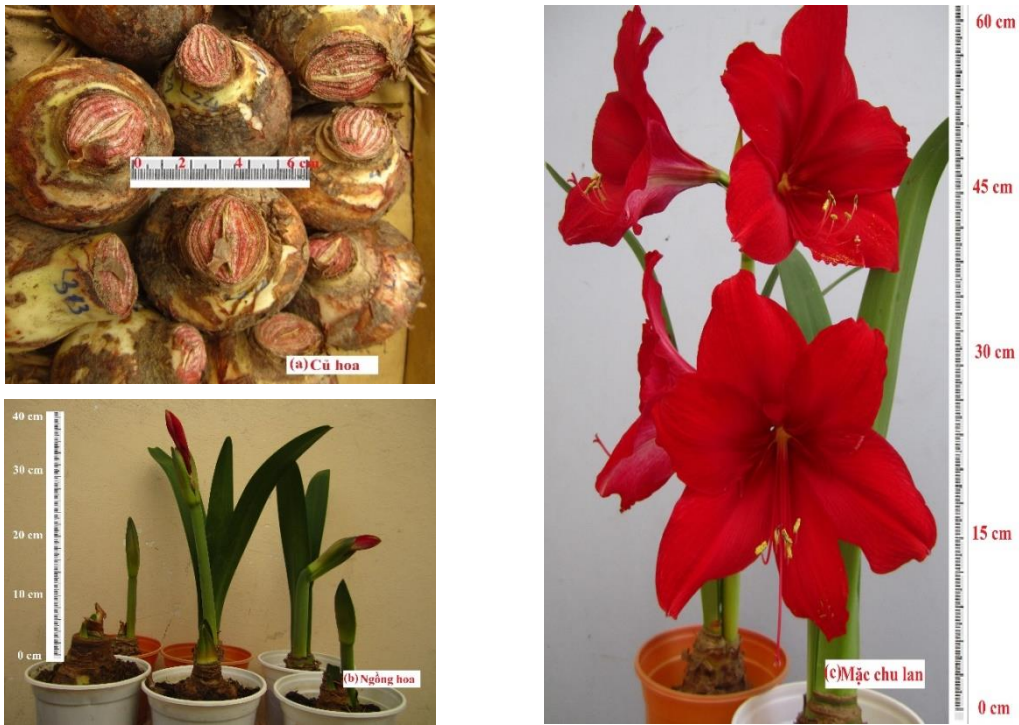 0 2 4 6 cm
(a) Củ hoa
40 cm
30 cm
20 cm
10 cm
0 cm
(b) Ngồng hoa
60 cm
45 cm
30 cm
15 cm
0 cm
(c) Mặc chu lan